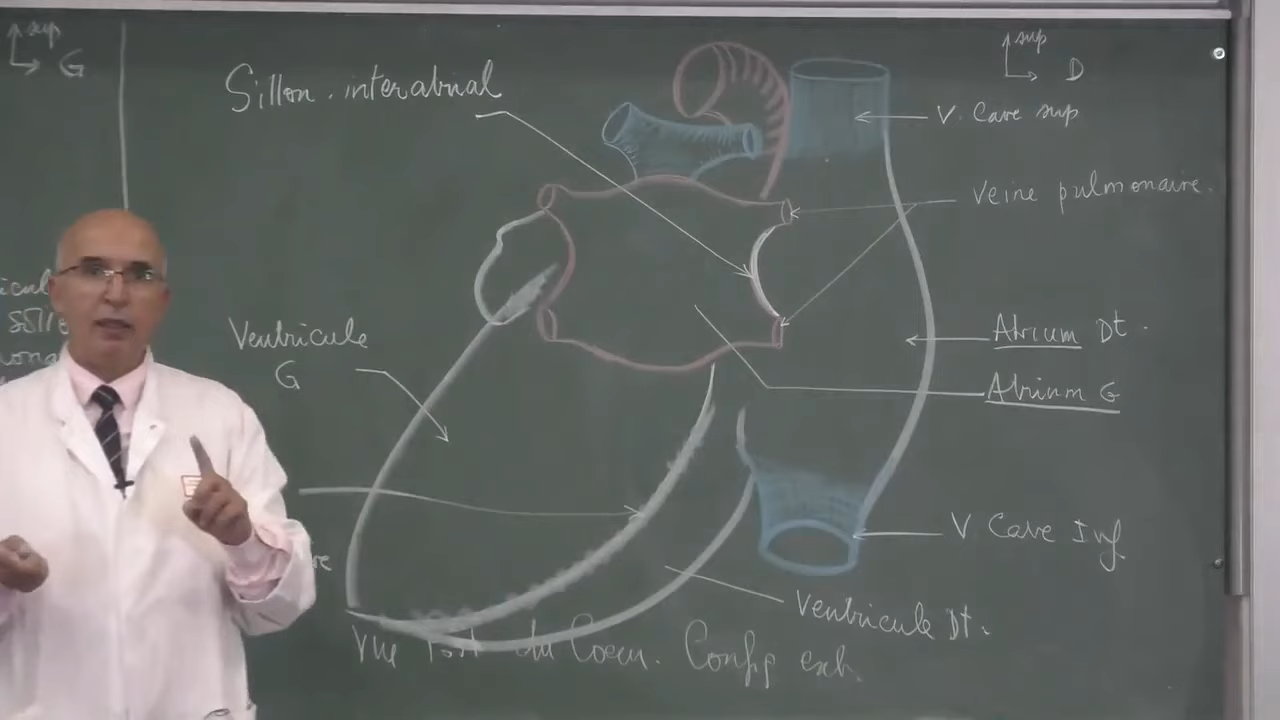 sup
G
Sillon. interatrial
sup
D
V. Cave sup
Veine pulmonaire.
Ventricule
G
Atrium Dt.
Atrium G
V. Cave Inf
Ventricule Dt.
Vue Post du Coeur. Config ext.